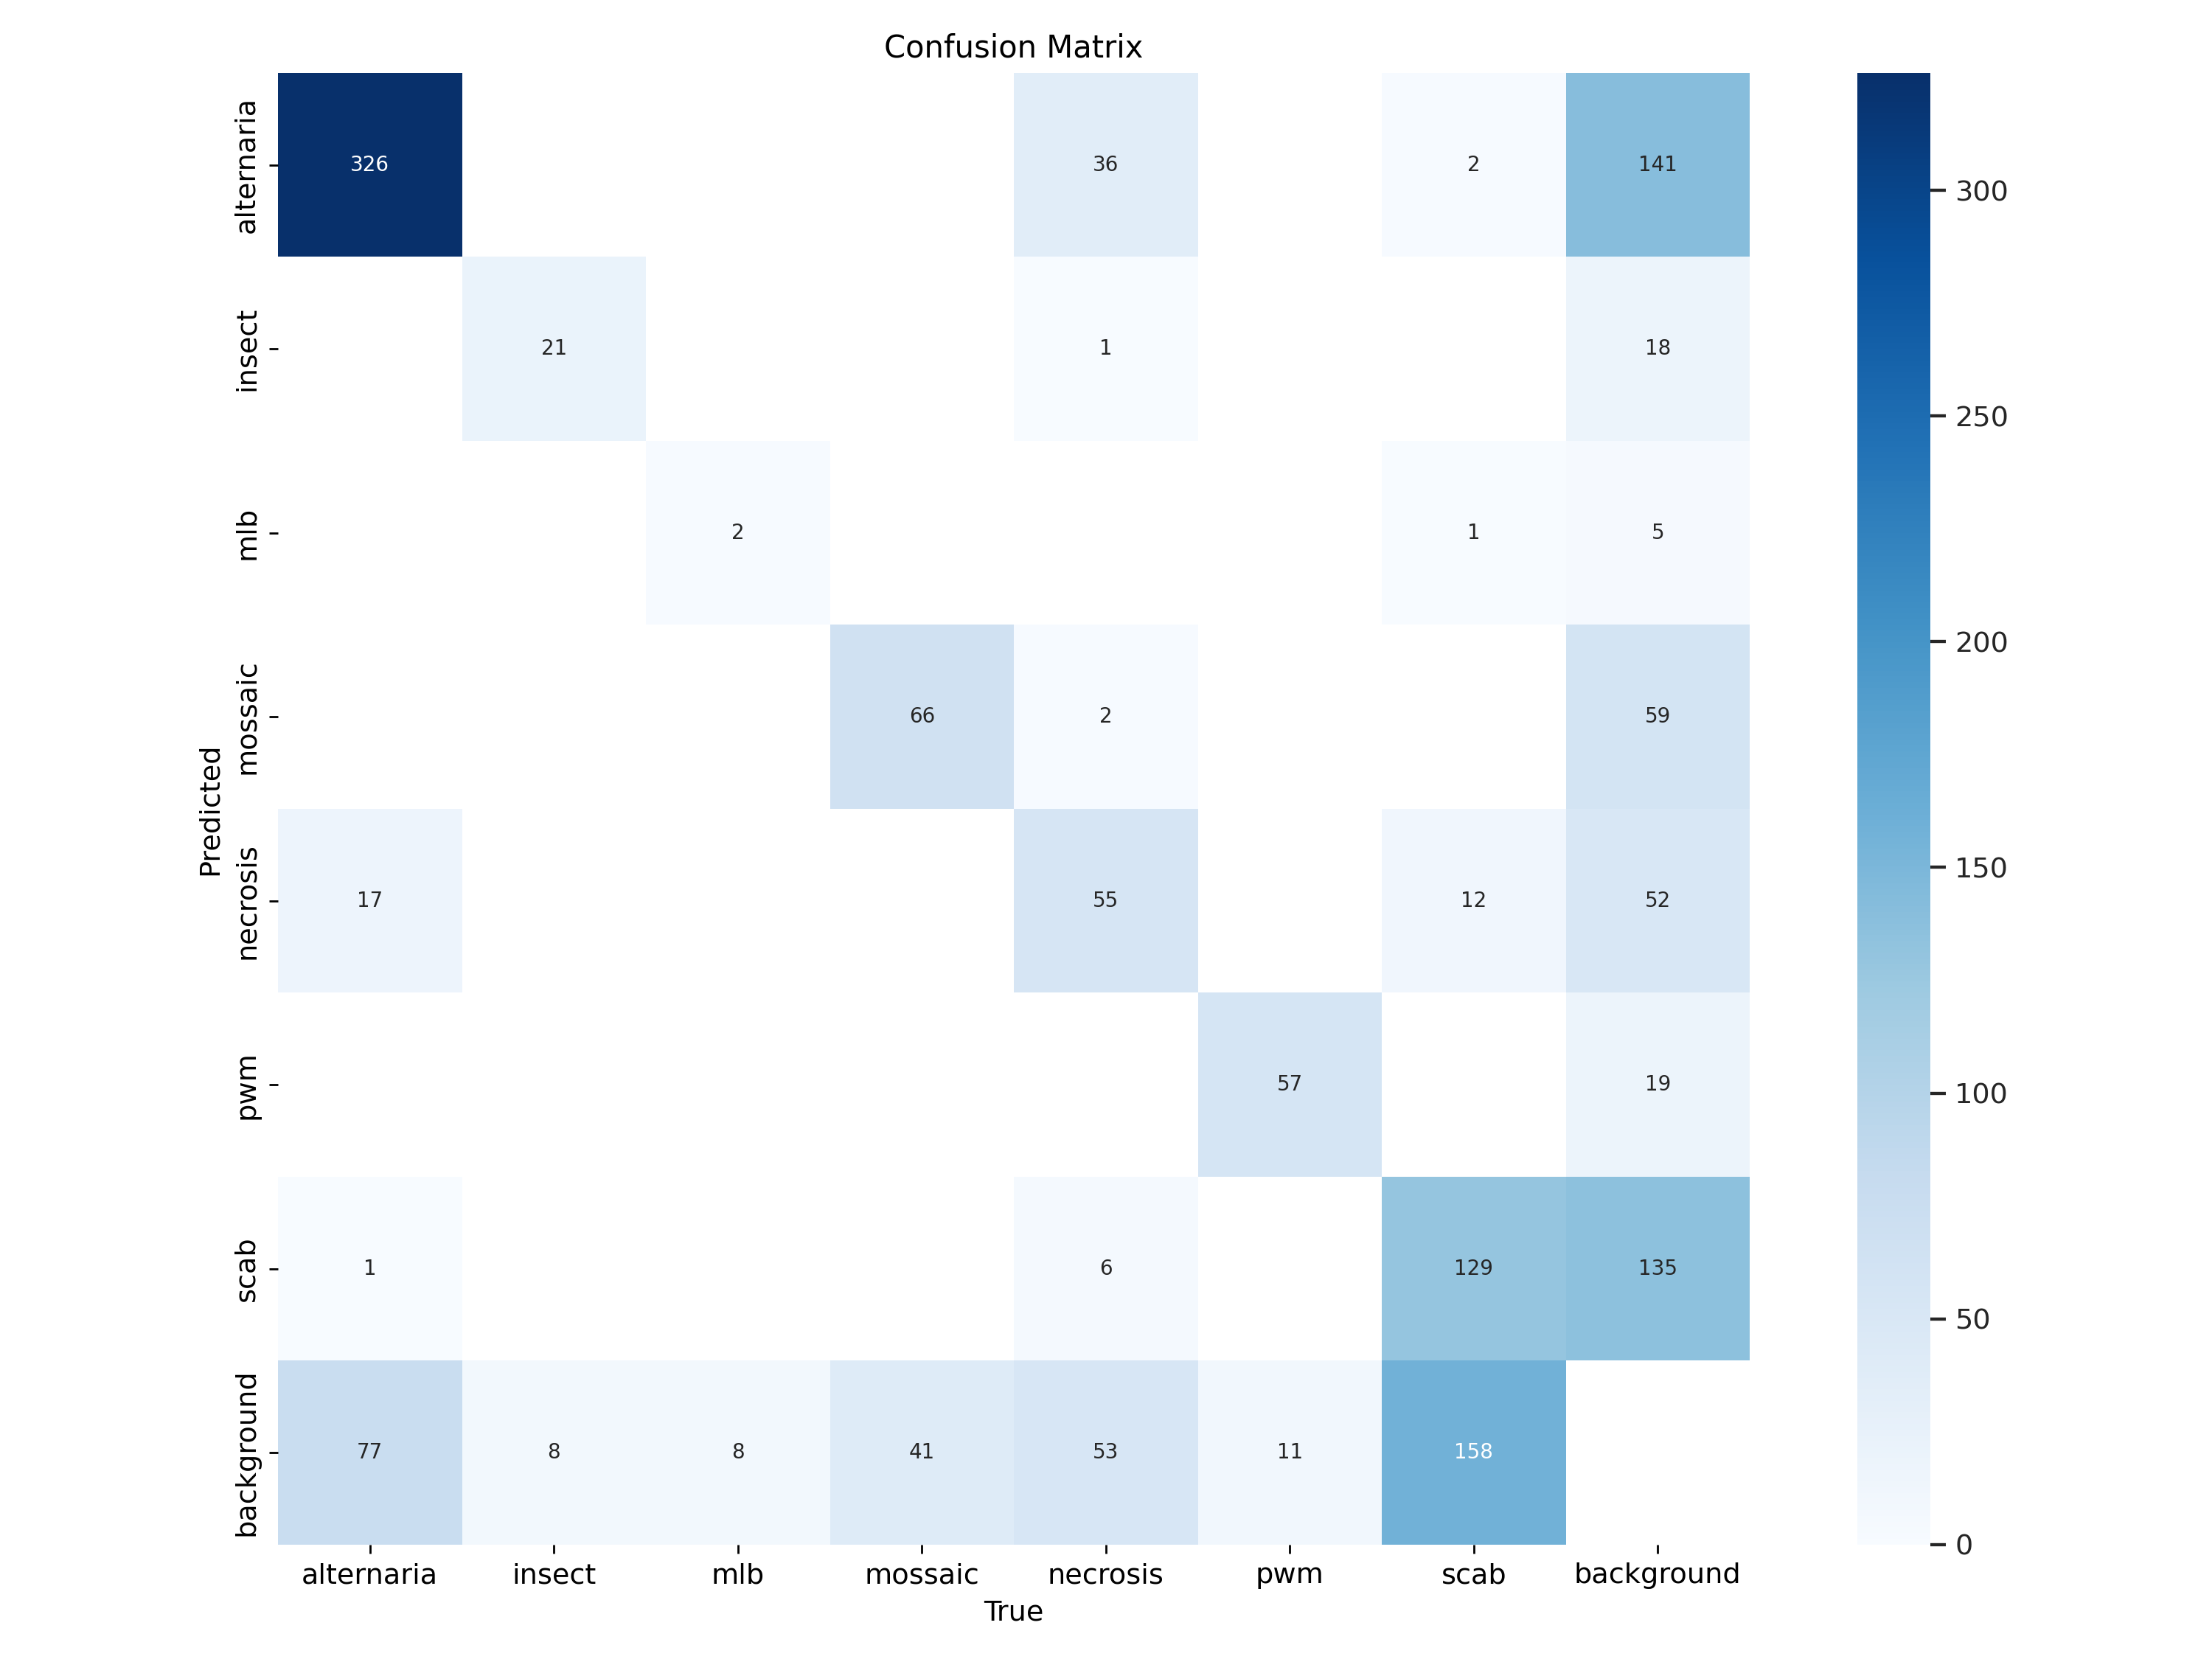 Confusion Matrix
alternaria 326 36 2 141
insect 21 1 18
mlb 2 1 5
mossaic 66 2 59
necrosis 17 55 12 52
pwm 57 19
scab 1 6 129 135
background 77 8 8 41 53 11 158
alternaria insect mlb mossaic necrosis pwm scab background
True
Predicted
300
250
200
150
100
50
0